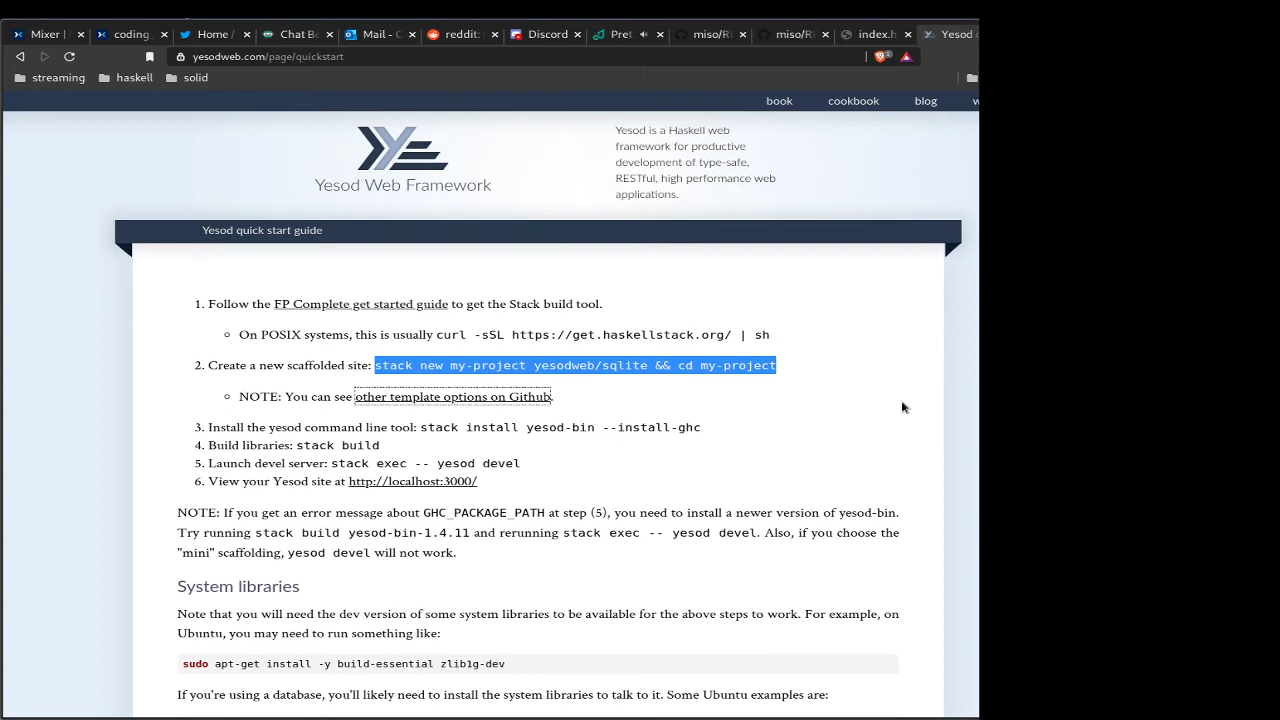 Mixer |
coding_
Home /
Chat Bo
Mail - C
reddit:
Discord
Pret
miso/RI
miso/RI
index.h
Yesod
yesodweb.com/page/quickstart
1
streaming
haskell
solid
book
cookbook
blog
Yesod Web Framework
Yesod is a Haskell web
framework for productive
development of type-safe,
RESTful, high performance web
applications.
Yesod quick start guide
1. Follow the FP Complete get started guide to get the Stack build tool.
On POSIX systems, this is usually curl -sSL https://get.haskellstack.org/ | sh
2. Create a new scaffolded site: stack new my-project yesodweb/sqlite && cd my-project
NOTE: You can see other template options on Github.
3. Install the yesod command line tool: stack install yesod-bin --install-ghc
4. Build libraries: stack build
5. Launch devel server: stack exec -- yesod devel
6. View your Yesod site at http://localhost:3000/
NOTE: If you get an error message about GHC_PACKAGE_PATH at step (5), you need to install a newer version of yesod-bin.
Try running stack build yesod-bin-1.4.11 and rerunning stack exec -- yesod devel. Also, if you choose the
"mini" scaffolding, yesod devel will not work.
System libraries
Note that you will need the dev version of some system libraries to be available for the above steps to work. For example, on
Ubuntu, you may need to run something like:
sudo apt-get install -y build-essential zlib1g-dev
If you're using a database, you'll likely need to install the system libraries to talk to it. Some Ubuntu examples are: